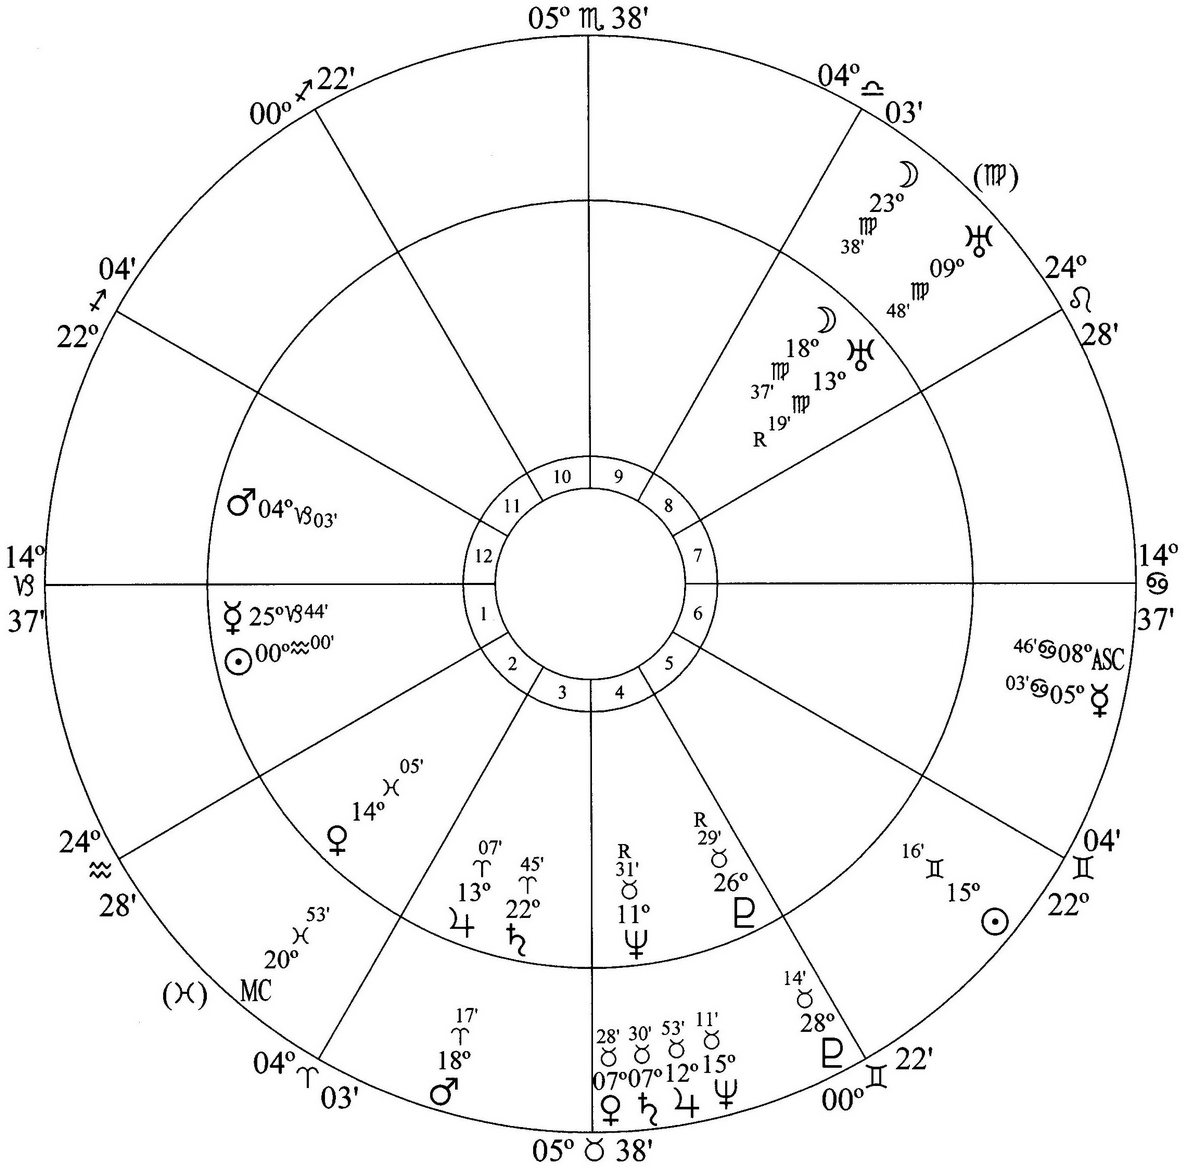 05º ♏ 38'
04º ♎ 03'
00º ♐ 22'
(♍)
☽
23º
♍
38'
♅
09º
♍
48'
24º
♌
28'
04'
♐
22º
☽
18º
♍
37'
♅
13º
♍
19'
R
10 9
11 8
12 7
1 6
2 5
3 4
♂ 04º ♑ 03'
14º
♑
37'
14º
♋
37'
☿ 25º ♑ 44'
☉ 00º ♒ 00'
46' ♋ 08º ASC
03' ♋ 05º ☿
05'
♓
14º
♀
07'
♈
13º
♃
45'
♈
22º
♄
R
31'
♉
11º
♆
R
29'
♉
26º
♇
16'
♊
15º
☉
04'
♊
22º
24º
♒
28'
53'
♓
20º
MC
(♓)
17'
♈
18º
♂
28'
♉
07º
♀
30'
♉
07º
♄
53'
♉
12º
♃
11'
♉
15º
♆
14'
♉
28º
♇
04º ♈ 03'
00º ♊ 22'
05º ♉ 38'